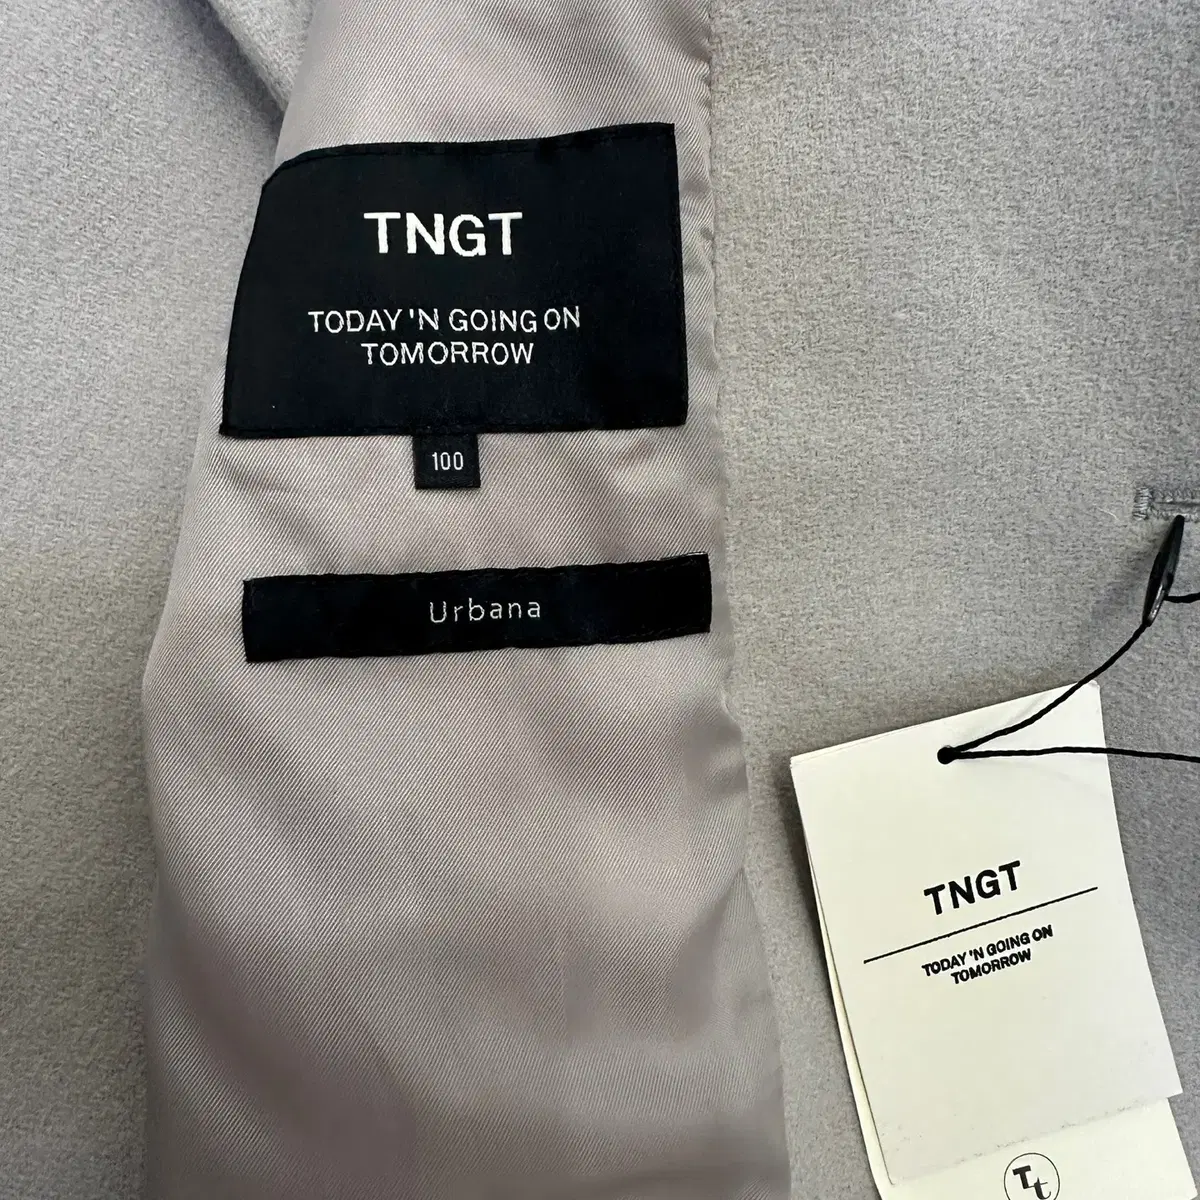 TNGT
TODAY 'N GOING ON
TOMORROW
100
Urbana
TNGT
TODAY 'N GOING ON
TOMORROW
Tt